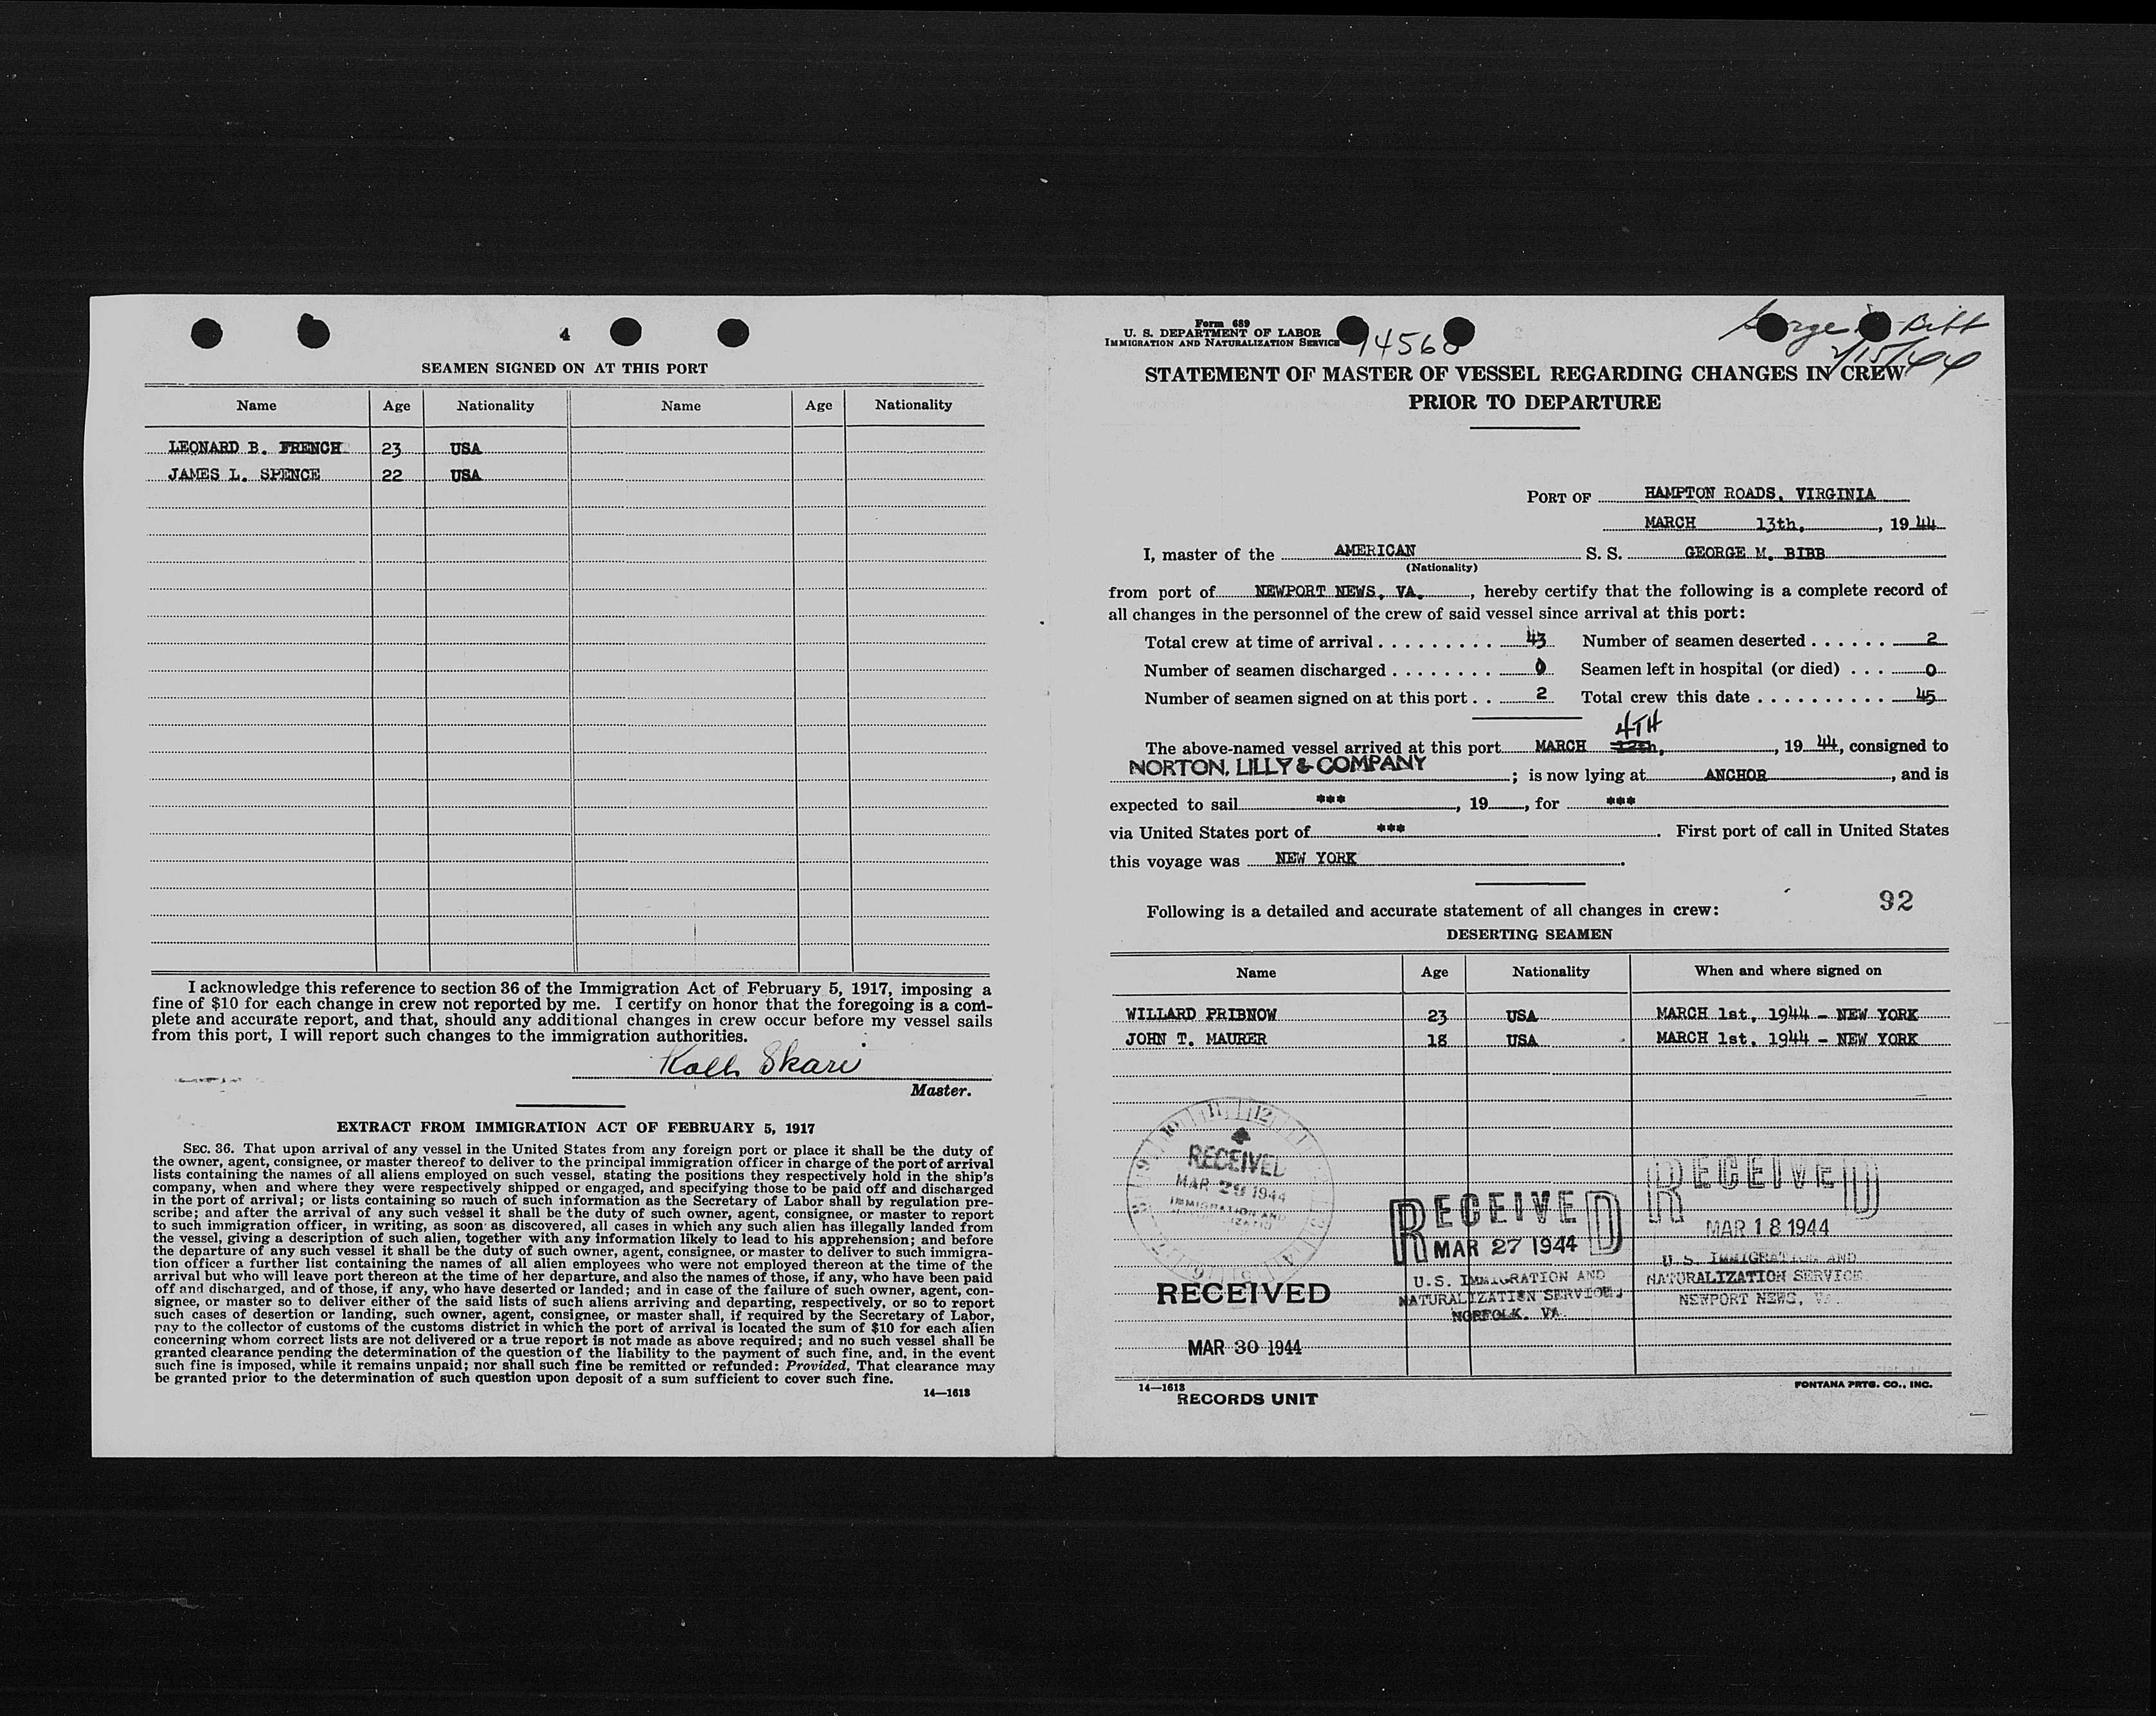 4
SEAMEN SIGNED ON AT THIS PORT
Name Age Nationality Name Age Nationality
LEONARD B. FRENCH 23 USA
JAMES L. SPENCE 22 USA
I acknowledge this reference to section 36 of the Immigration Act of February 5, 1917, imposing a
fine of $10 for each change in crew not reported by me. I certify on honor that the foregoing is a com-
plete and accurate report, and that, should any additional changes in crew occur before my vessel sails
from this port, I will report such changes to the immigration authorities.
Skari
Master.
EXTRACT FROM IMMIGRATION ACT OF FEBRUARY 5, 1917
SEC. 36. That upon arrival of any vessel in the United States from any foreign port or place it shall be the duty of
the owner, agent, consignee, or master thereof to deliver to the principal immigration officer in charge of the port of arrival
lists containing the names of all aliens employed on such vessel, stating the positions they respectively hold in the ship's
company, when and where they were respectively shipped or engaged, and specifying those to be paid off and discharged
in the port of arrival; or lists containing so much of such information as the Secretary of Labor shall by regulation pre-
scribe; and after the arrival of any such vessel it shall be the duty of such owner, agent, consignee, or master to report
to such immigration officer, in writing, as soon as discovered, all cases in which any such alien has illegally landed from
the vessel, giving a description of such alien, together with any information likely to lead to his apprehension; and before
the departure of any such vessel it shall be the duty of such owner, agent, consignee, or master to deliver to such immigra-
tion officer a further list containing the names of all alien employees who were not employed thereon at the time of the
arrival but who will leave port thereon at the time of her departure, and also the names of those, if any, who have been paid
off and discharged, and of those, if any, who have deserted or landed; and in case of the failure of such owner, agent, con-
signee, or master so to deliver either of the said lists of such aliens arriving and departing, respectively, or so to report
such cases of desertion or landing, such owner, agent, consignee, or master shall, if required by the Secretary of Labor,
pay to the collector of customs of the customs district in which the port of arrival is located the sum of $10 for each alien
concerning whom correct lists are not delivered or a true report is not made as above required; and no such vessel shall be
granted clearance pending the determination of the question of the liability to the payment of such fine, and, in the event
such fine is imposed, while it remains unpaid; nor shall such fine be remitted or refunded: Provided, That clearance may
be granted prior to the determination of such question upon deposit of a sum sufficient to cover such fine.
14—1613
Form 689
U. S. DEPARTMENT OF LABOR
IMMIGRATION AND NATURALIZATION SERVICE
94568
George Bibb
2/15/44
STATEMENT OF MASTER OF VESSEL REGARDING CHANGES IN CREW
PRIOR TO DEPARTURE
PORT OF HAMPTON ROADS, VIRGINIA
MARCH 13th, , 19 44
I, master of the AMERICAN S. S. GEORGE M. BIBB
(Nationality)
from port of NEWPORT NEWS, VA. , hereby certify that the following is a complete record of
all changes in the personnel of the crew of said vessel since arrival at this port:
Total crew at time of arrival 43 Number of seamen deserted 2
Number of seamen discharged 0 Seamen left in hospital (or died) 0
Number of seamen signed on at this port 2 Total crew this date 45
4TH
The above-named vessel arrived at this port MARCH 12th, , 19 44, consigned to
NORTON, LILLY & COMPANY ; is now lying at ANCHOR , and is
expected to sail *** , 19 , for ***
via United States port of *** . First port of call in United States
this voyage was NEW YORK .
92
Following is a detailed and accurate statement of all changes in crew:
DESERTING SEAMEN
Name Age Nationality When and where signed on
WILLARD PRIBNOW 23 USA MARCH 1st, 1944 - NEW YORK
JOHN T. MAURER 18 USA MARCH 1st, 1944 - NEW YORK
RECEIVED
MAR 29 1944
IMMIGRATION AND
RECEIVED
MAR 27 1944
U.S. IMMIGRATION AND
NATURALIZATION SERVICE
NORFOLK, VA.
RECEIVED
MAR 18 1944
U.S. IMMIGRATION AND
NATURALIZATION SERVICE
NEWPORT NEWS,
RECEIVED
MAR 30 1944
RECORDS UNIT
14—1613
FONTANA PRTG. CO., INC.